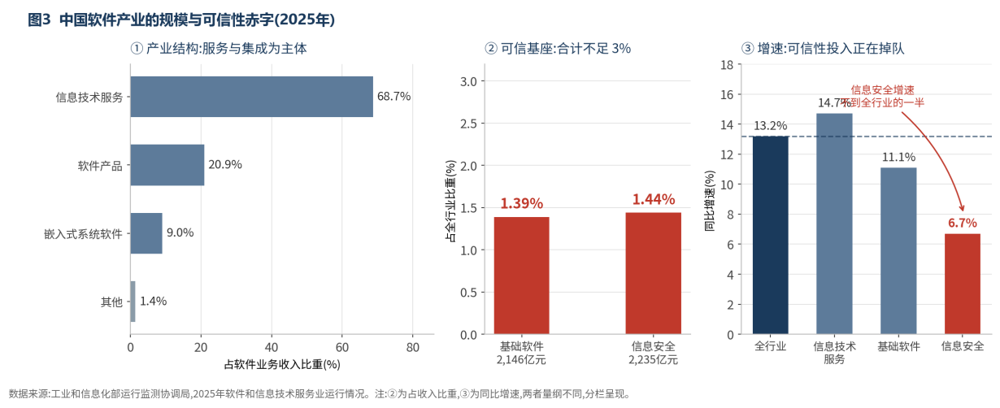 图3 中国软件产业的规模与可信性赤字(2025年)
① 产业结构:服务与集成为主体
信息技术服务
68.7%
软件产品
20.9%
嵌入式系统软件
9.0%
其他
1.4%
0 20 40 60 80
占软件业务收入比重(%)
② 可信基座:合计不足 3%
占全行业比重(%)
3.0
2.5
2.0
1.5
1.0
0.5
0.0
1.39%
1.44%
基础软件
2,146亿元
信息安全
2,235亿元
③ 增速:可信性投入正在掉队
同比增速(%)
18
16
14
12
10
8
6
4
2
0
信息安全增速
不到全行业的一半
13.2%
14.7%
11.1%
6.7%
全行业
信息技术
服务
基础软件
信息安全
数据来源:工业和信息化部运行监测协调局,2025年软件和信息技术服务业运行情况。注:②为占收入比重,③为同比增速,两者量纲不同,分栏呈现。